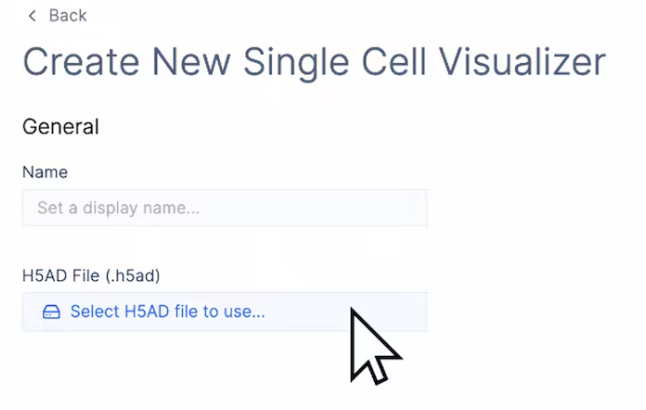 Back
Create New Single Cell Visualizer
General
Name
Set a display name...
H5AD File (.h5ad)
Select H5AD file to use...